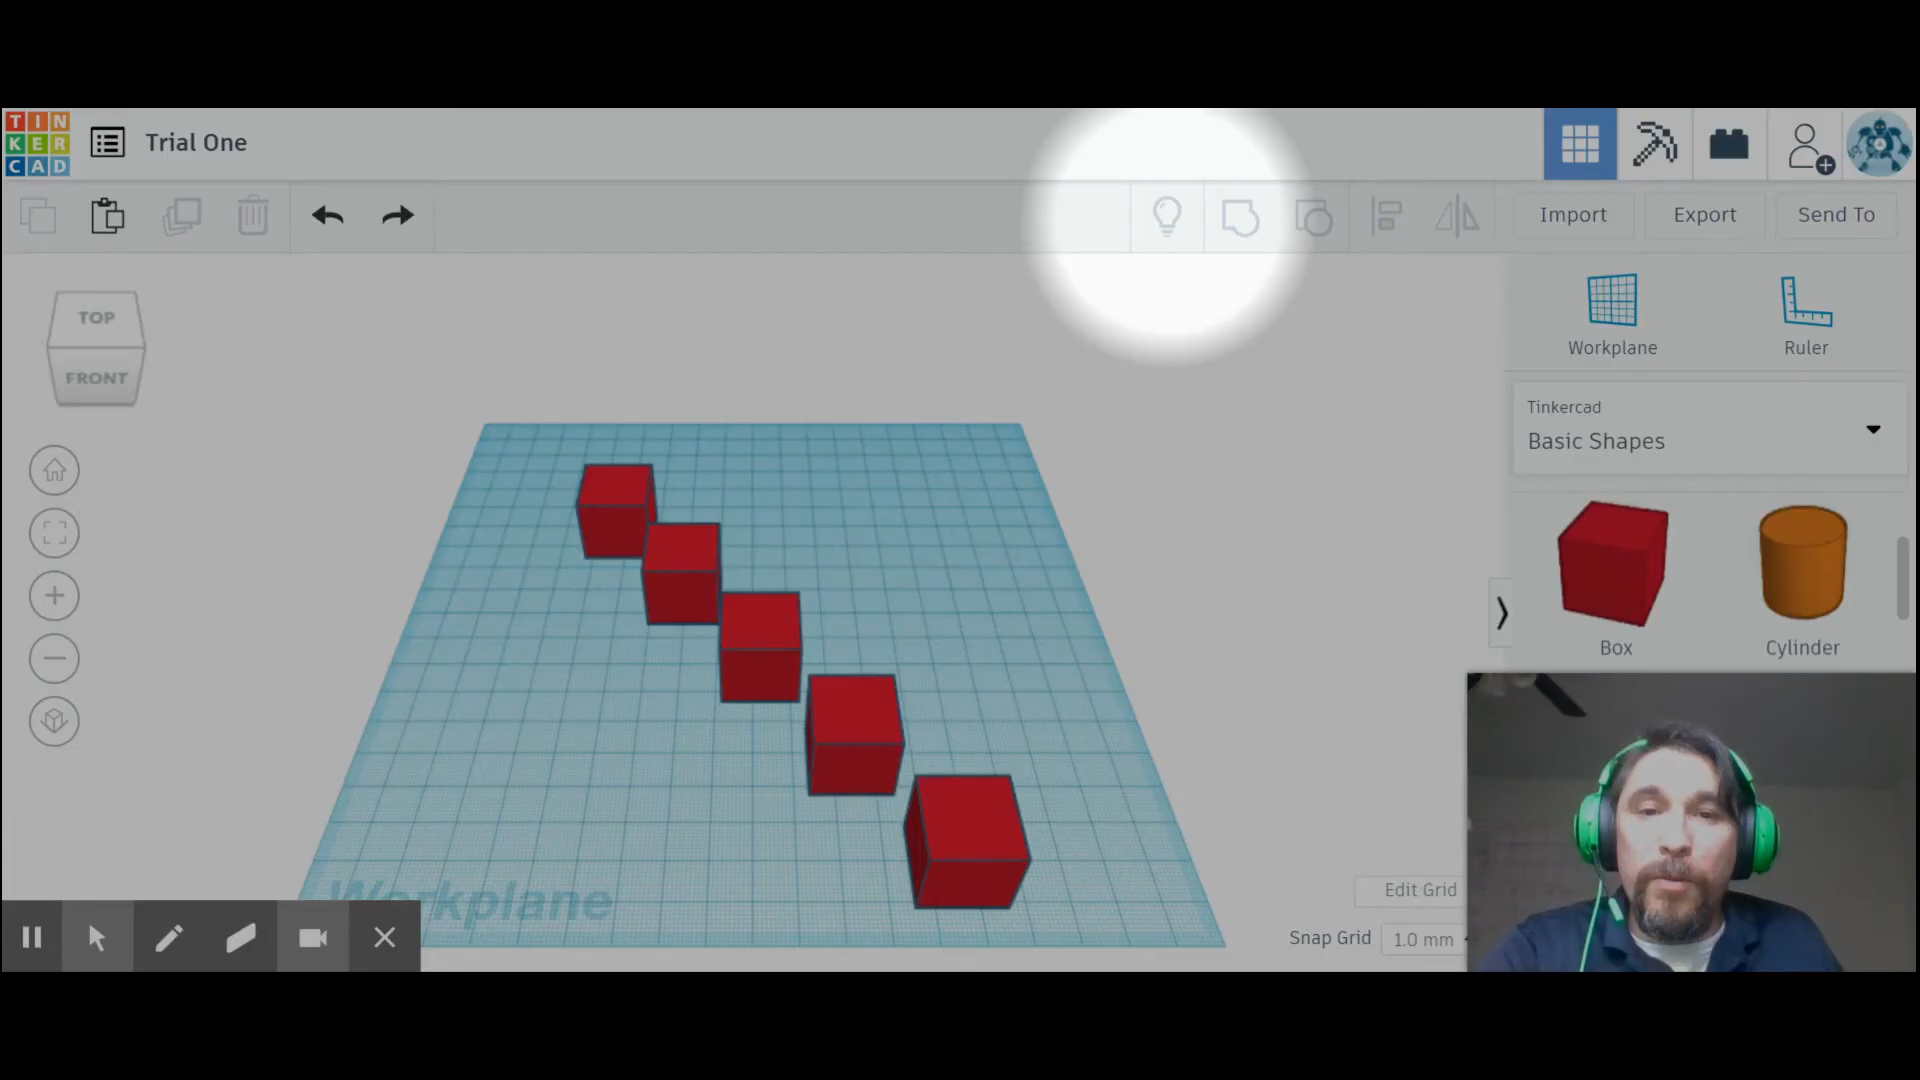 TIN
KER
CAD
Trial One
Import
Export
Send To
TOP
FRONT
Workplane
Ruler
Tinkercad
Basic Shapes
Box
Cylinder
Workplane
Edit Grid
Snap Grid
1.0 mm